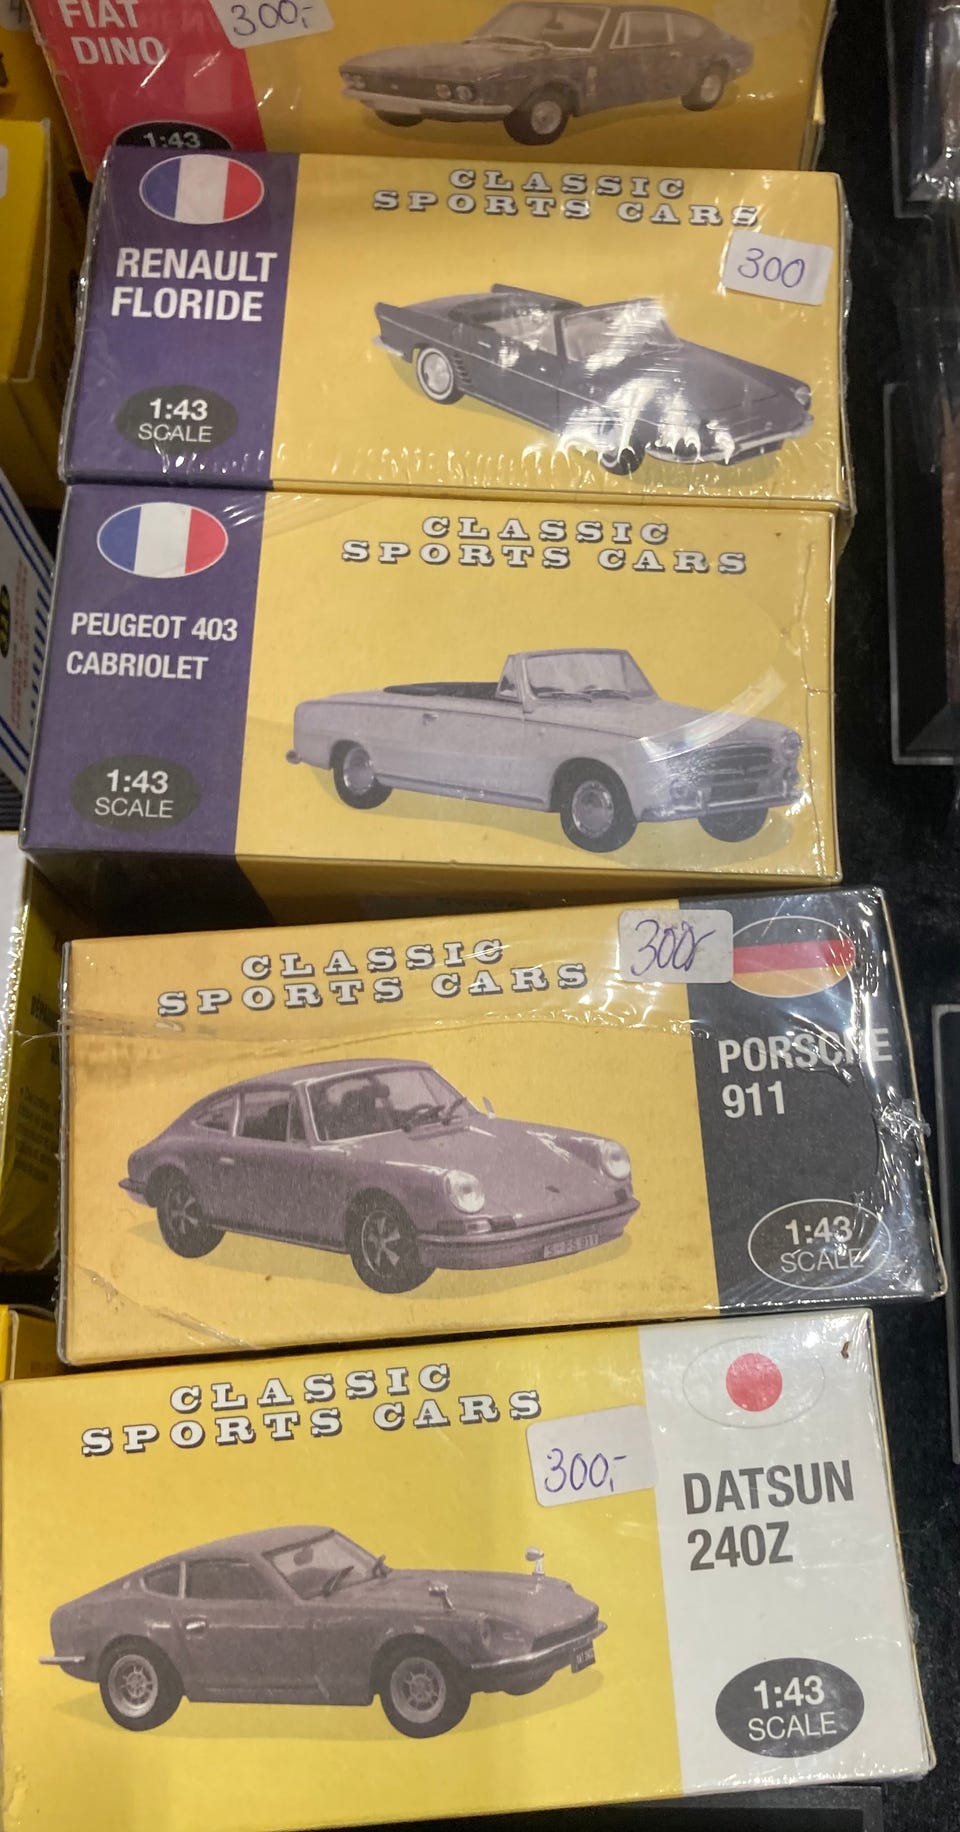 FIAT
DINO
300,-
1:43
CLASSIC
SPORTS CARS
RENAULT
FLORIDE
300
1:43
SCALE
CLASSIC
SPORTS CARS
PEUGEOT 403
CABRIOLET
1:43
SCALE
CLASSIC
SPORTS CARS
300,-
PORSCHE
911
S-FS 911
1:43
SCALE
CLASSIC
SPORTS CARS
300,-
DATSUN
240Z
1:43
SCALE